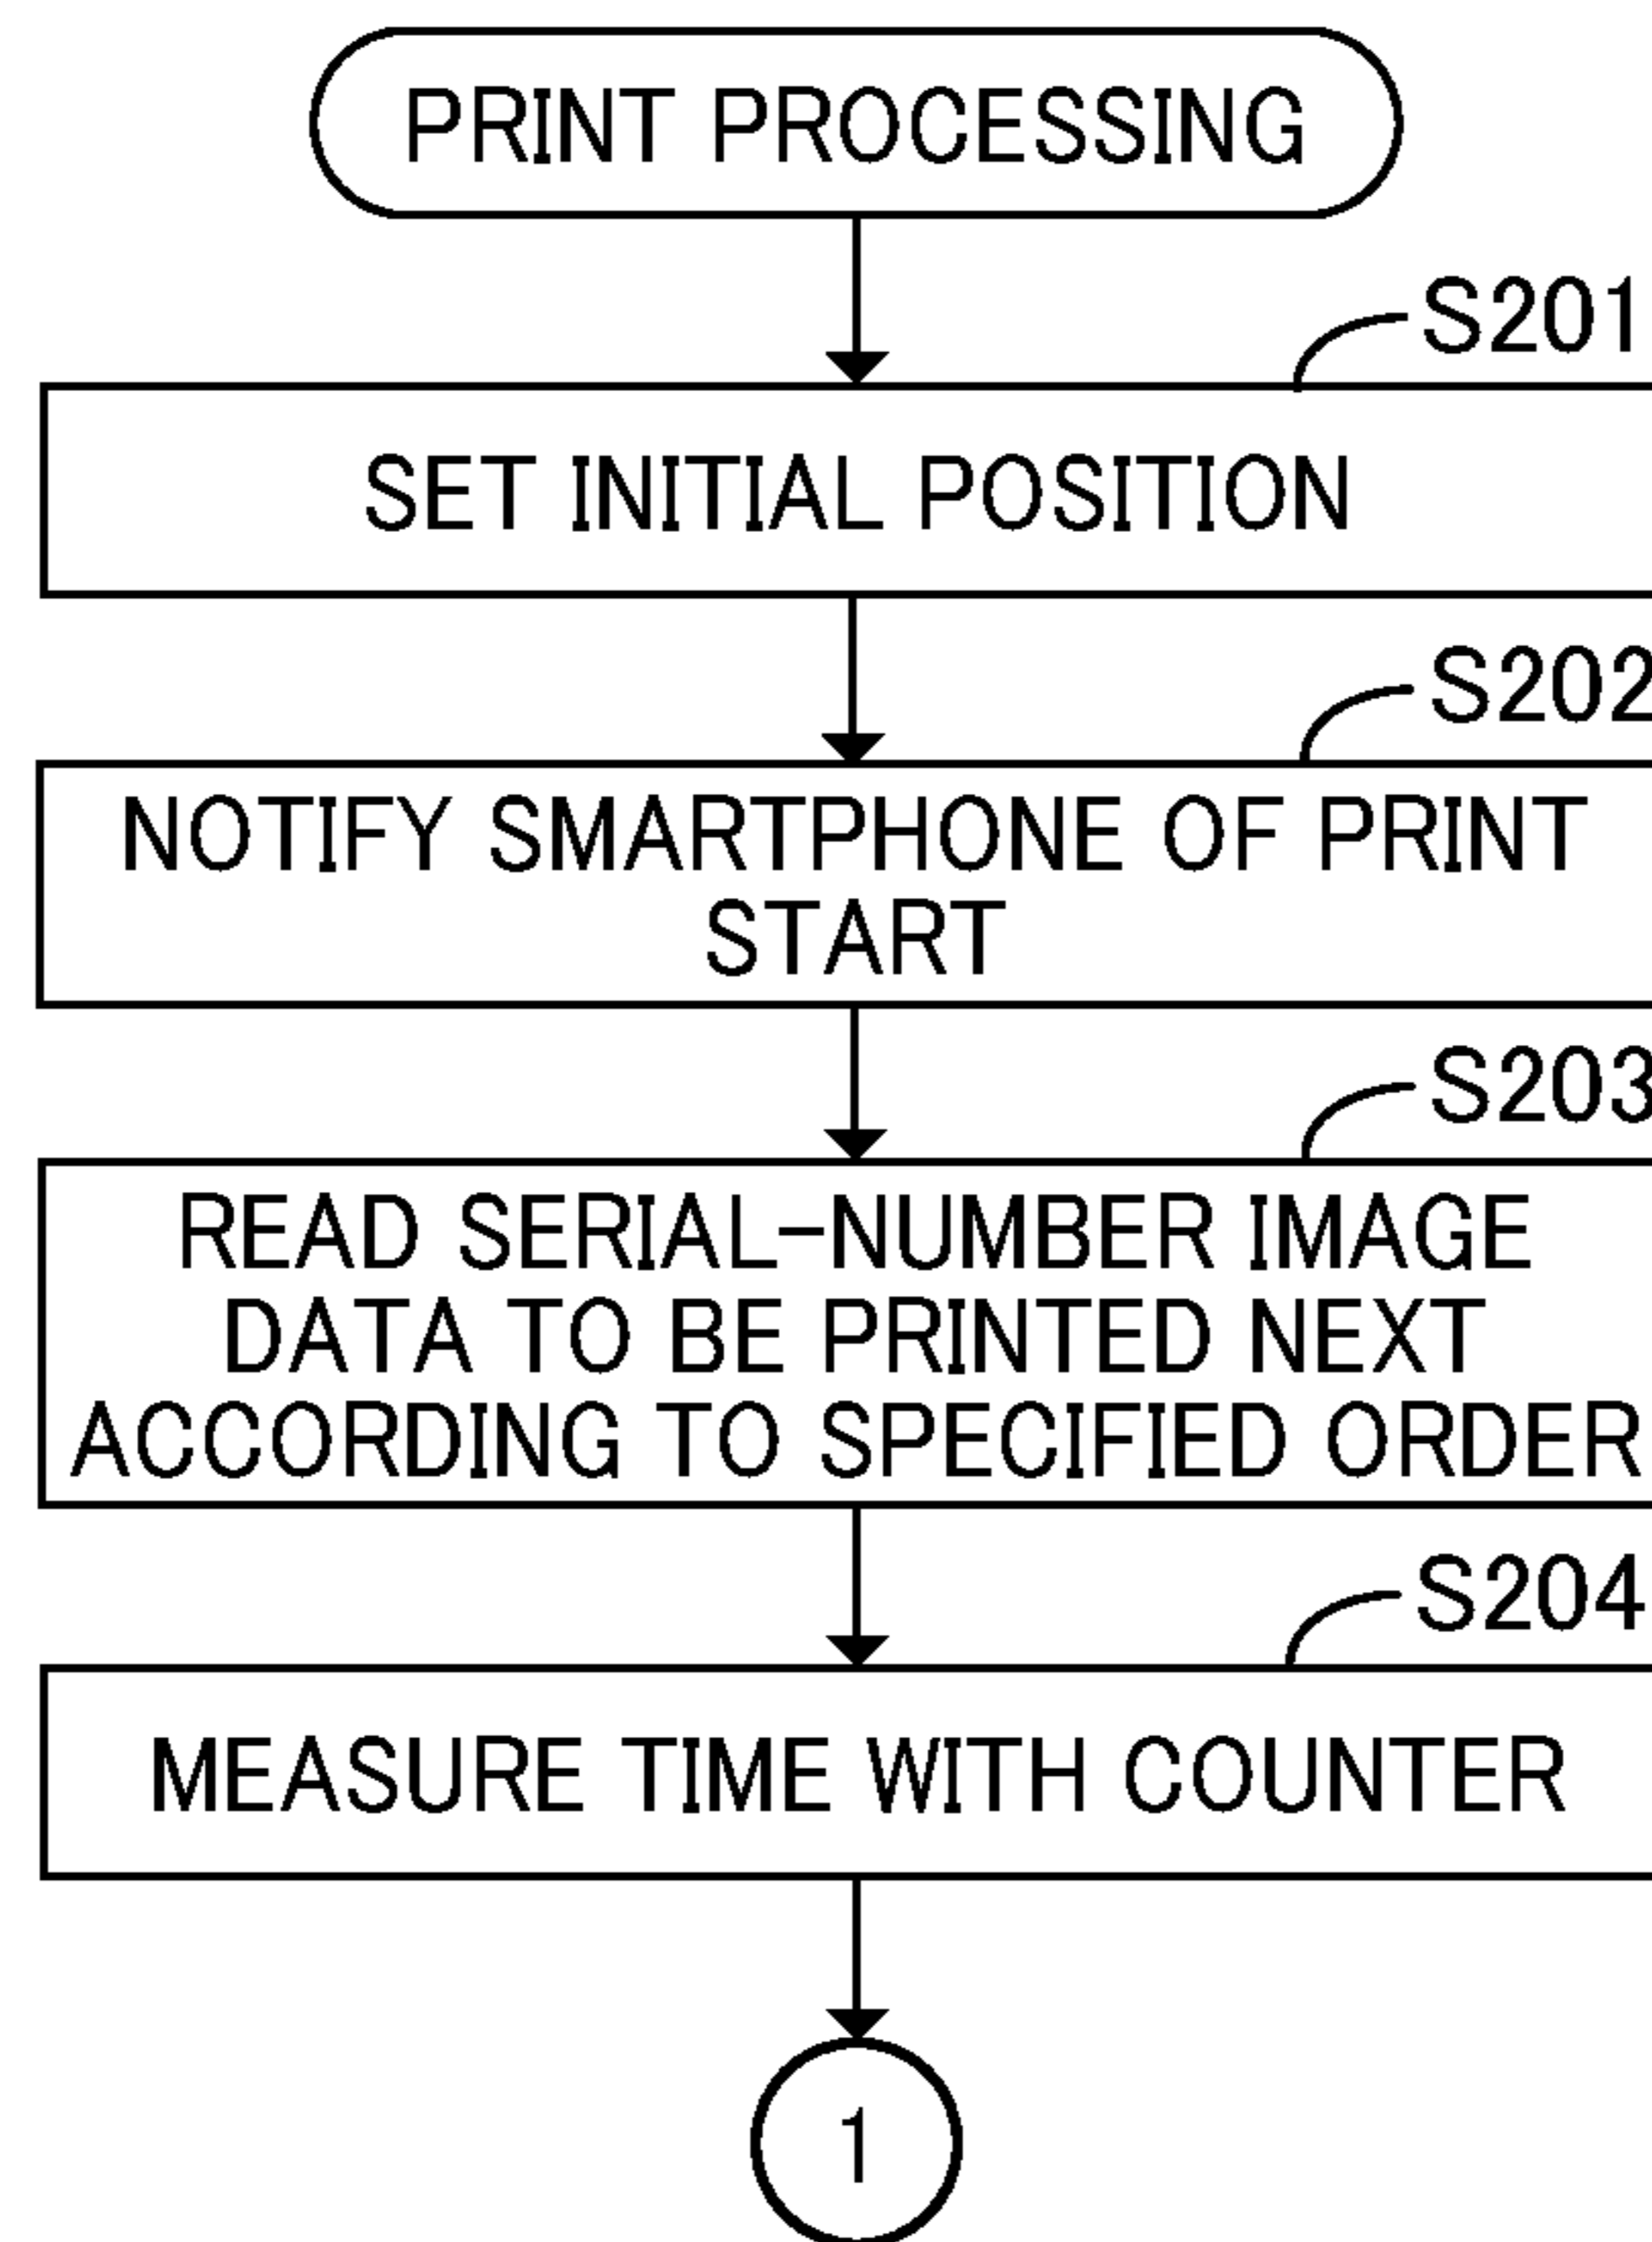 PRINT PROCESSING
S201
SET INITIAL POSITION
S202
NOTIFY SMARTPHONE OF PRINT
START
S203
READ SERIAL-NUMBER IMAGE
DATA TO BE PRINTED NEXT
ACCORDING TO SPECIFIED ORDER
S204
MEASURE TIME WITH COUNTER
1